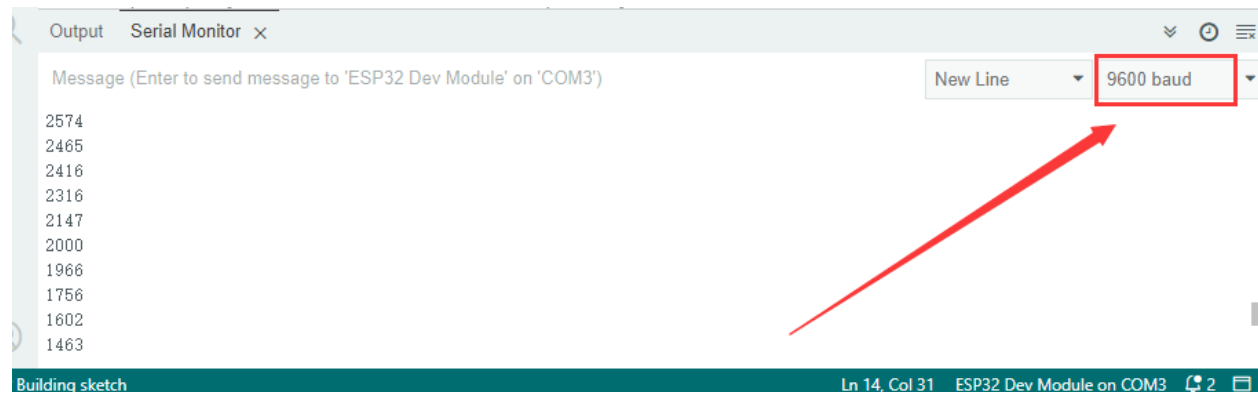 Output Serial Monitor
Message (Enter to send message to 'ESP32 Dev Module' on 'COM3')
New Line 9600 baud
2574
2465
2416
2316
2147
2000
1966
1756
1602
1463
Building sketch Ln 14, Col 31 ESP32 Dev Module on COM3 2